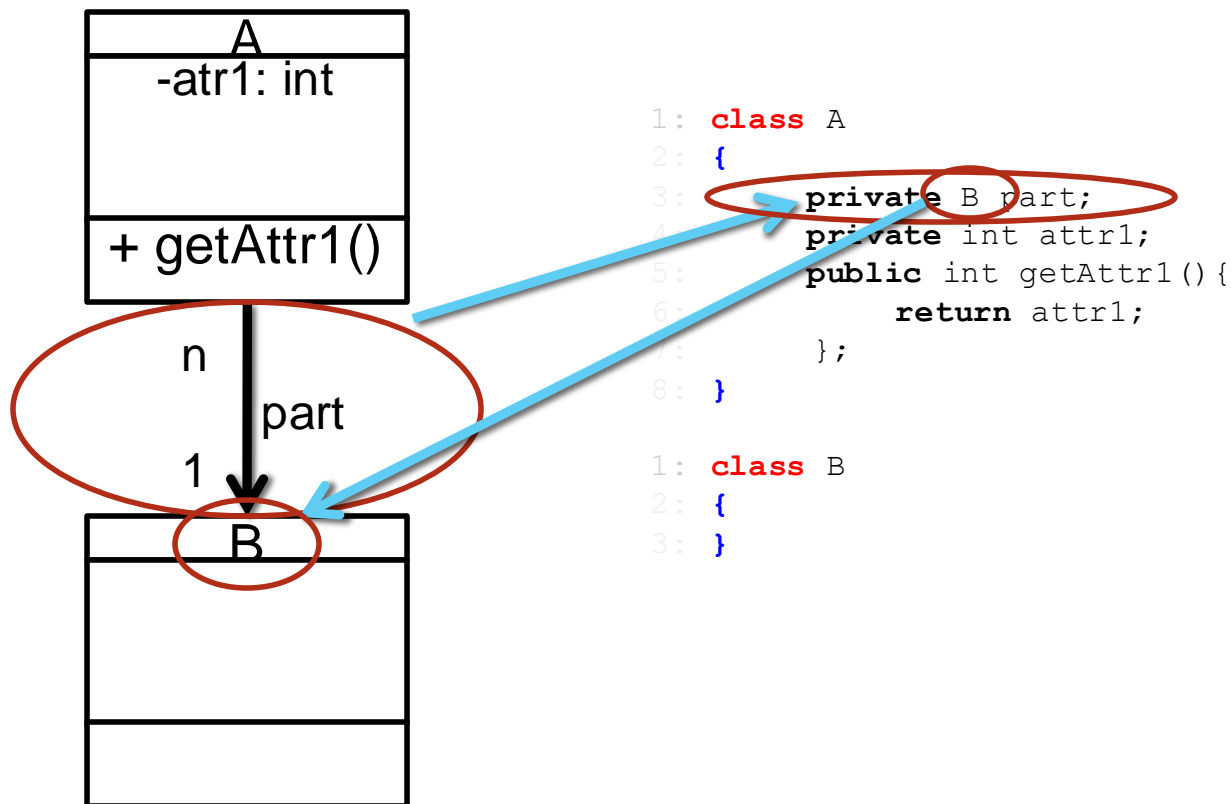 A
-atr1: int
+ getAttr1()
n
part
1
B
1: class A
2: {
3: private B part;
4: private int attr1;
5: public int getAttr1(){
6: return attr1;
7: };
8: }
1: class B
2: {
3: }